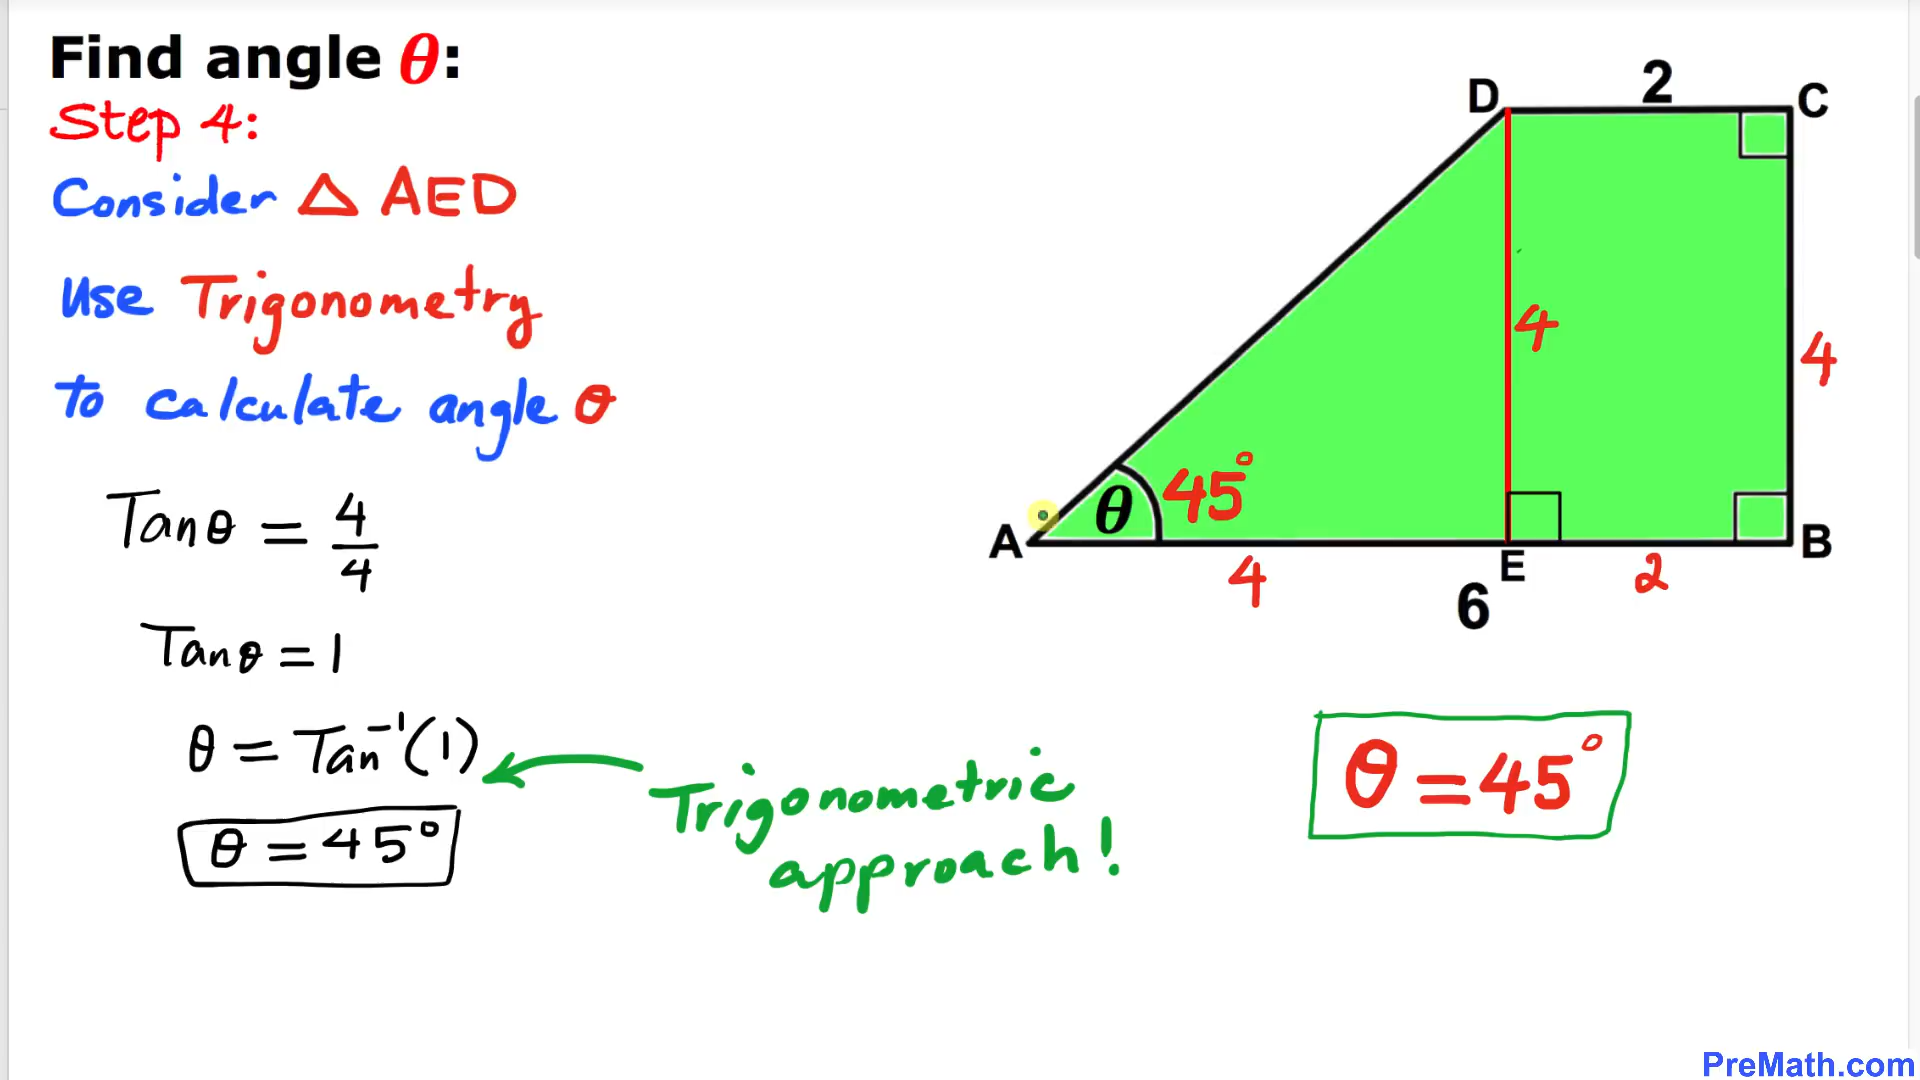 Find angle θ:
Step 4:
Consider △ AED
Use Trigonometry
To calculate angle θ
Tanθ = 4/4
Tanθ = 1
θ = Tan⁻¹(1)
θ = 45°
Trigonometric
approach!
D
2
C
4
4
45°
θ
A
B
E
4
2
6
θ = 45°
PreMath.com